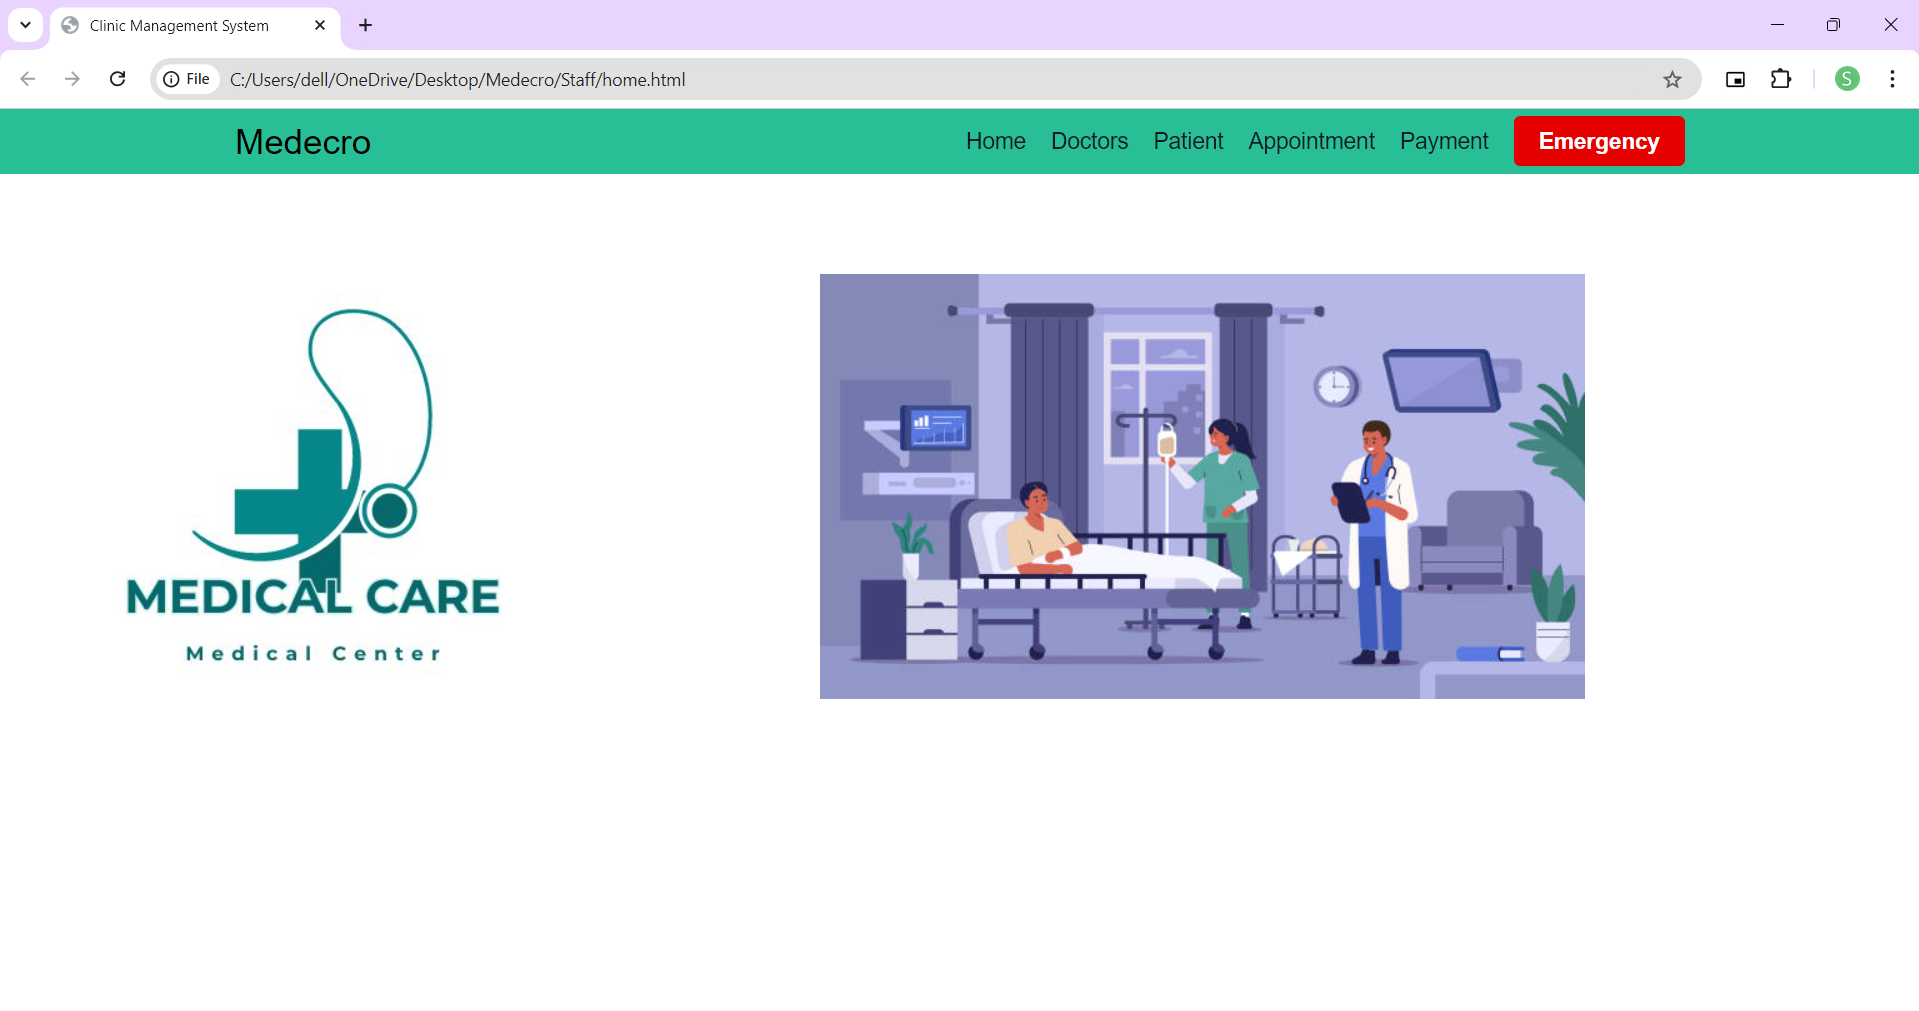 Clinic Management System
File C:/Users/dell/OneDrive/Desktop/Medecro/Staff/home.html
S
Medecro Home Doctors Patient Appointment Payment Emergency
MEDICAL CARE
Medical Center